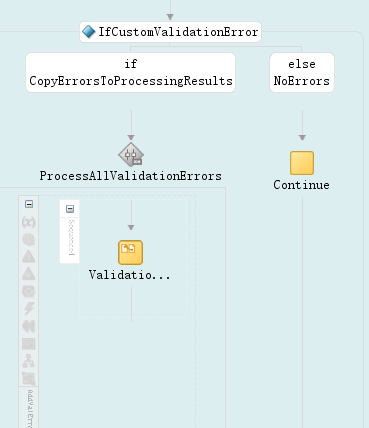 IfCustomValidationError
if
CopyErrorsToProcessingResults
else
NoErrors
ProcessAllValidationErrors
Continue
Validatio...